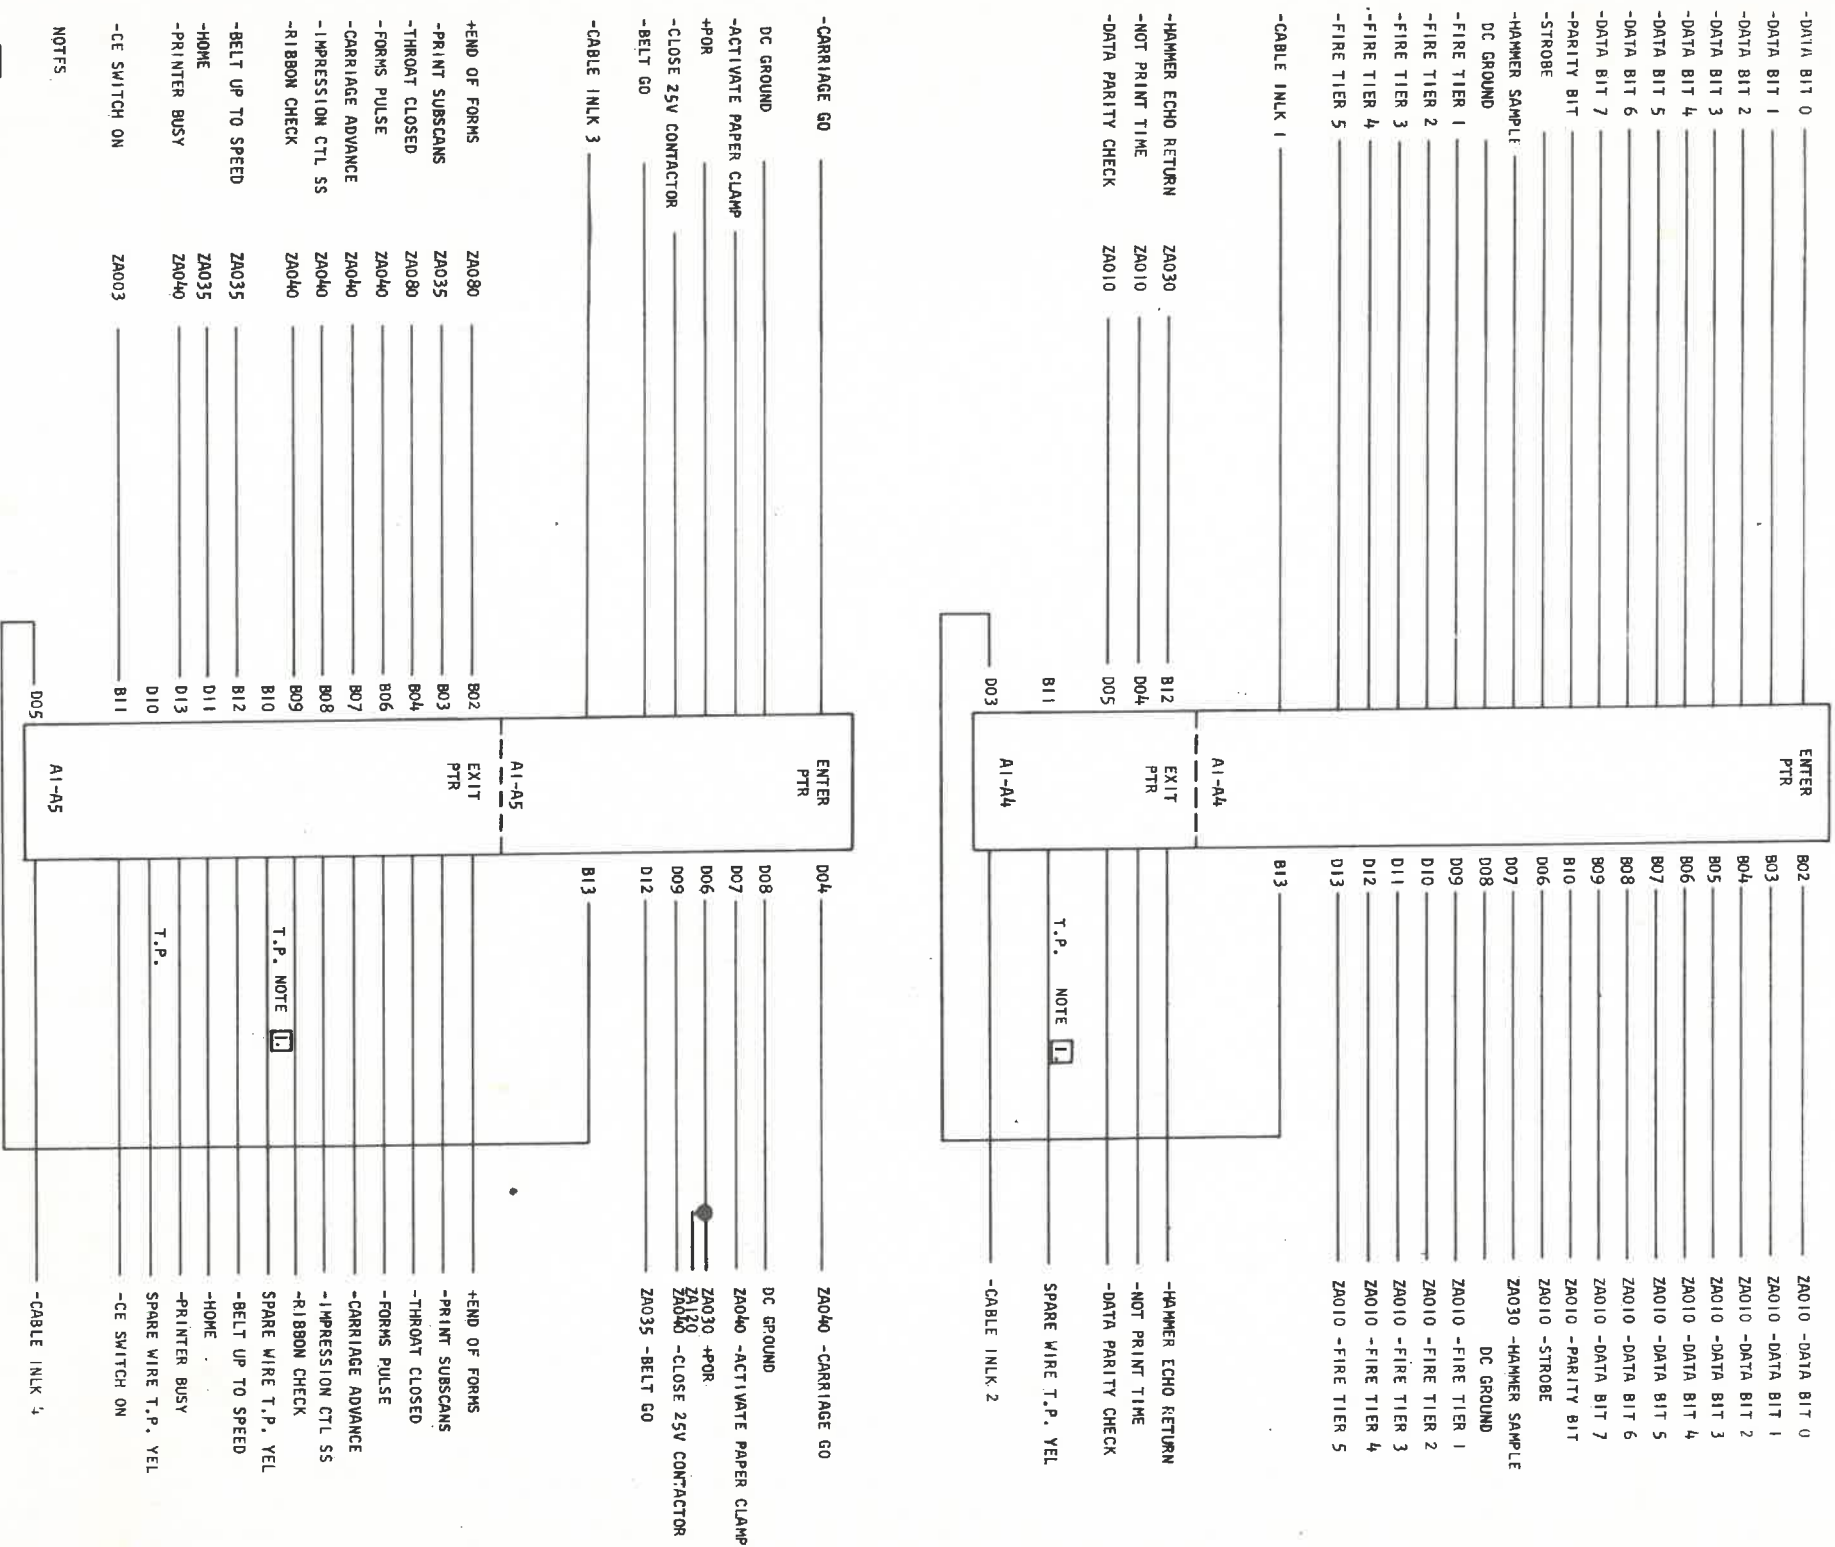 -DATA BIT 0 B02 ZA010 -DATA BIT 0
-DATA BIT 1 B03 ZA010 -DATA BIT 1
-DATA BIT 2 B04 ZA010 -DATA BIT 2
-DATA BIT 3 B05 ZA010 -DATA BIT 3
-DATA BIT 4 B06 ZA010 -DATA BIT 4
-DATA BIT 5 B07 ZA010 -DATA BIT 5
-DATA BIT 6 B08 ZA010 -DATA BIT 6
-DATA BIT 7 B09 ZA010 -DATA BIT 7
-PARITY BIT B10 ZA010 -PARITY BIT
-STROBE D06 ZA010 -STROBE
-HAMMER SAMPLE D07 ZA030 -HAMMER SAMPLE
DC GROUND D08 DC GROUND
-FIRE TIER 1 D09 ZA010 -FIRE TIER 1
-FIRE TIER 2 D10 ZA010 -FIRE TIER 2
-FIRE TIER 3 D11 ZA010 -FIRE TIER 3
-FIRE TIER 4 D12 ZA010 -FIRE TIER 4
-FIRE TIER 5 D13 ZA010 -FIRE TIER 5
-CABLE INLK 1 B13
ENTER
PTR
A1-A4
EXIT
PTR
A1-A4
-HAMMER ECHO RETURN ZA030 B12 -HAMMER ECHO RETURN
-NOT PRINT TIME ZA010 D04 -NOT PRINT TIME
-DATA PARITY CHECK ZA010 D05 -DATA PARITY CHECK
B11 T.P. NOTE 1. SPARE WIRE T.P. YEL
D03 -CABLE INLK 2
-CARRIAGE GO D04 ZA040 -CARRIAGE GO
DC GROUND D08 DC GROUND
-ACTIVATE PAPER CLAMP D07 ZA040 -ACTIVATE PAPER CLAMP
+POR D06 ZA030 +POR
ZA120
-CLOSE 25V CONTACTOR D09 ZA040 -CLOSE 25V CONTACTOR
-BELT GO D12 ZA035 -BELT GO
-CABLE INLK 3 B13
ENTER
PTR
A1-A5
EXIT
PTR
A1-A5
+END OF FORMS ZA080 B02 +END OF FORMS
-PRINT SUBSCANS ZA035 B03 -PRINT SUBSCANS
-THROAT CLOSED ZA080 B04 -THROAT CLOSED
-FORMS PULSE ZA040 B06 -FORMS PULSE
-CARRIAGE ADVANCE ZA040 B07 -CARRIAGE ADVANCE
-IMPRESSION CTL SS ZA040 B08 -IMPRESSION CTL SS
-RIBBON CHECK ZA040 B09 -RIBBON CHECK
B10 T.P. NOTE 1. SPARE WIRE T.P. YEL
-BELT UP TO SPEED ZA035 B12 -BELT UP TO SPEED
-HOME ZA035 D11 -HOME
-PRINTER BUSY ZA040 D13 -PRINTER BUSY
D10 T.P. SPARE WIRE T.P. YEL
-CE SWITCH ON ZA003 B11 -CE SWITCH ON
D05 -CABLE INLK 4
NOTES